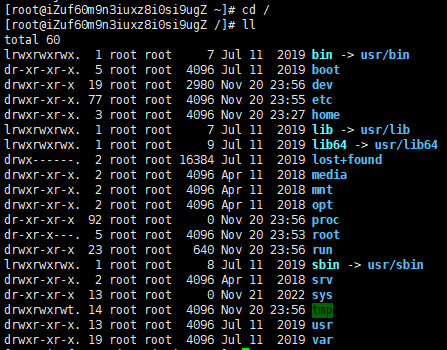 [root@iZuf60m9n3iuxz8i0si9ugZ ~]# cd /
[root@iZuf60m9n3iuxz8i0si9ugZ /]# ll
total 60
lrwxrwxrwx.  1 root root     7 Jul 11  2019 bin -> usr/bin
dr-xr-xr-x.  5 root root  4096 Jul 11  2019 boot
drwxr-xr-x  19 root root  2980 Nov 20 23:56 dev
drwxr-xr-x. 77 root root  4096 Nov 20 23:55 etc
drwxr-xr-x.  3 root root  4096 Nov 20 23:27 home
lrwxrwxrwx.  1 root root     7 Jul 11  2019 lib -> usr/lib
lrwxrwxrwx.  1 root root     9 Jul 11  2019 lib64 -> usr/lib64
drwx------.  2 root root 16384 Jul 11  2019 lost+found
drwxr-xr-x.  2 root root  4096 Apr 11  2018 media
drwxr-xr-x.  2 root root  4096 Apr 11  2018 mnt
drwxr-xr-x.  2 root root  4096 Apr 11  2018 opt
dr-xr-xr-x  92 root root     0 Nov 20 23:56 proc
dr-xr-x---.  5 root root  4096 Nov 20 23:53 root
drwxr-xr-x  23 root root   640 Nov 20 23:56 run
lrwxrwxrwx.  1 root root     8 Jul 11  2019 sbin -> usr/sbin
drwxr-xr-x.  2 root root  4096 Apr 11  2018 srv
dr-xr-xr-x  13 root root     0 Nov 21  2022 sys
drwxrwxrwt. 14 root root  4096 Nov 20 23:56 tmp
drwxr-xr-x. 13 root root  4096 Jul 11  2019 usr
drwxr-xr-x. 19 root root  4096 Jul 11  2019 var